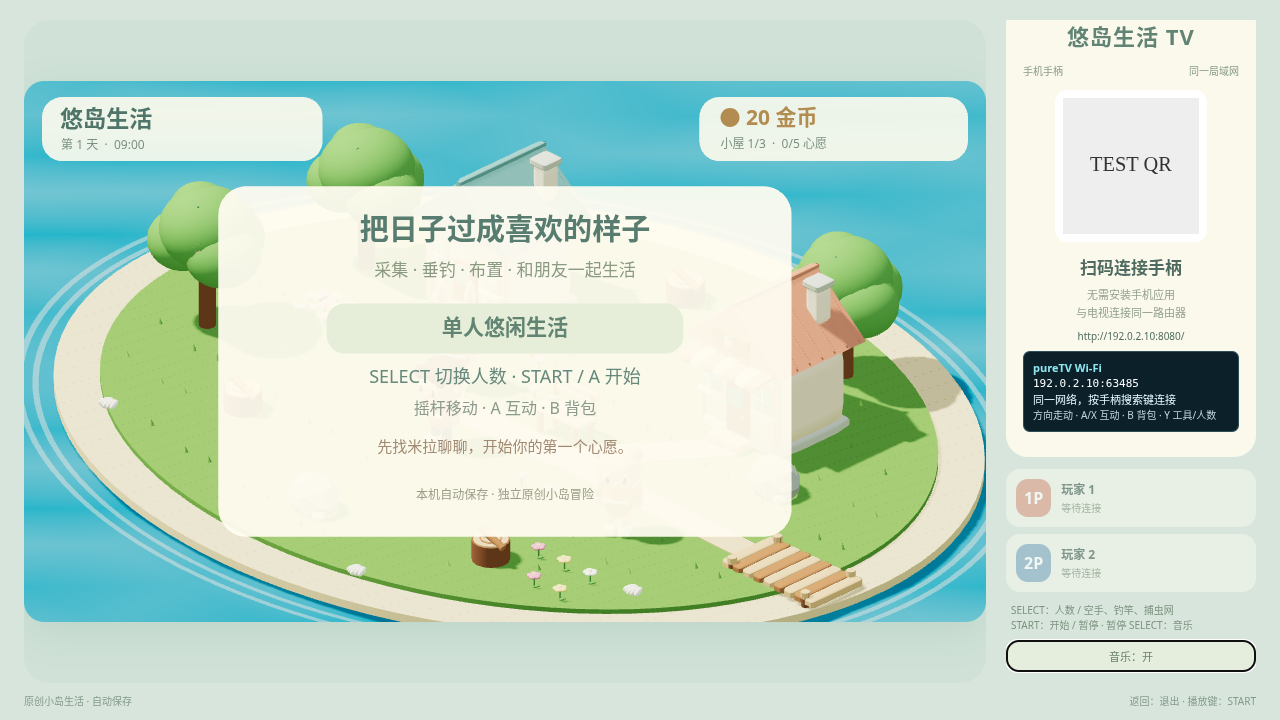 悠岛生活
第 1 天 · 09:00
20 金币
小屋 1/3 · 0/5 心愿
把日子过成喜欢的样子
采集 · 垂钓 · 布置 · 和朋友一起生活
单人悠闲生活
SELECT 切换人数 · START / A 开始
摇杆移动 · A 互动 · B 背包
先找米拉聊聊，开始你的第一个心愿。
本机自动保存 · 独立原创小岛冒险
悠岛生活 TV
手机手柄
同一局域网
TEST QR
扫码连接手柄
无需安装手机应用
与电视连接同一路由器
http://192.0.2.10:8080/
pureTV Wi-Fi
192.0.2.10:63485
同一网络，按手柄搜索键连接
方向走动 · A/X 互动 · B 背包 · Y 工具/人数
1P
玩家 1
等待连接
2P
玩家 2
等待连接
SELECT：人数 / 空手、钓竿、捕虫网
START：开始 / 暂停 · 暂停 SELECT：音乐
音乐：开
原创小岛生活 · 自动保存
返回：退出 · 播放键：START